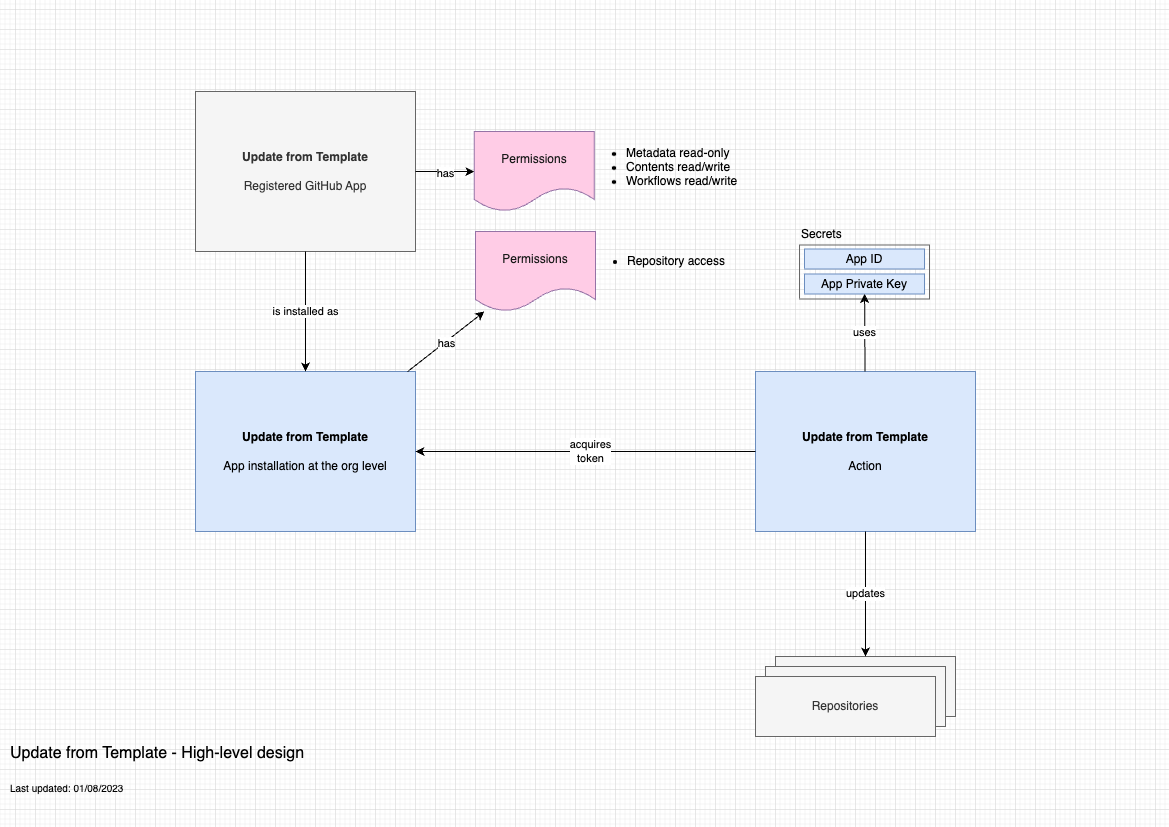 Update from Template
Registered GitHub App
has
Permissions
• Metadata read-only
• Contents read/write
• Workflows read/write
Permissions
• Repository access
Secrets
App ID
App Private Key
is installed as
has
uses
Update from Template
App installation at the org level
acquires
token
Update from Template
Action
updates
Repositories
Update from Template - High-level design
Last updated: 01/08/2023